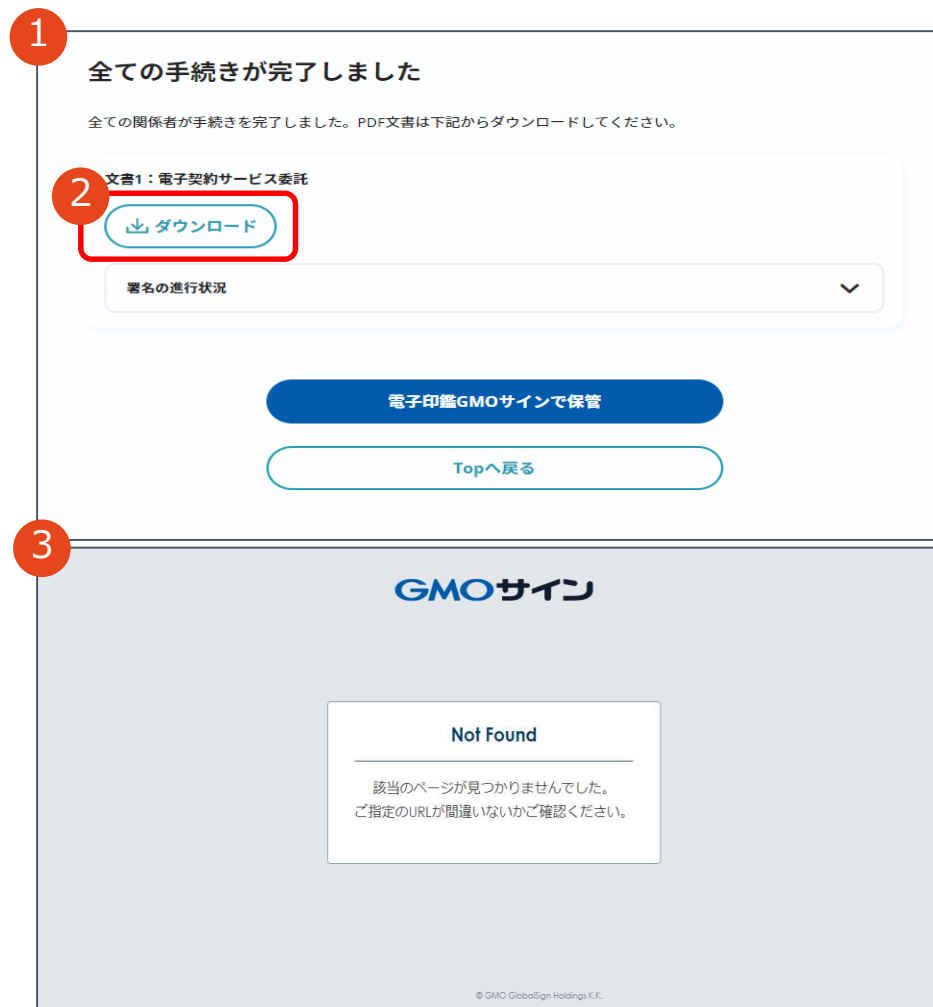 1
全ての手続きが完了しました
全ての関係者が手続きを完了しました。PDF文書は下記からダウンロードしてください。
文書1：電子契約サービス委託
2
ダウンロード
署名の進行状況
電子印鑑GMOサインで保管
Topへ戻る
3
GMOサイン
Not Found
該当のページが見つかりませんでした。
ご指定のURLが間違いないかご確認ください。
© GMO GlobalSign Holdings K.K.